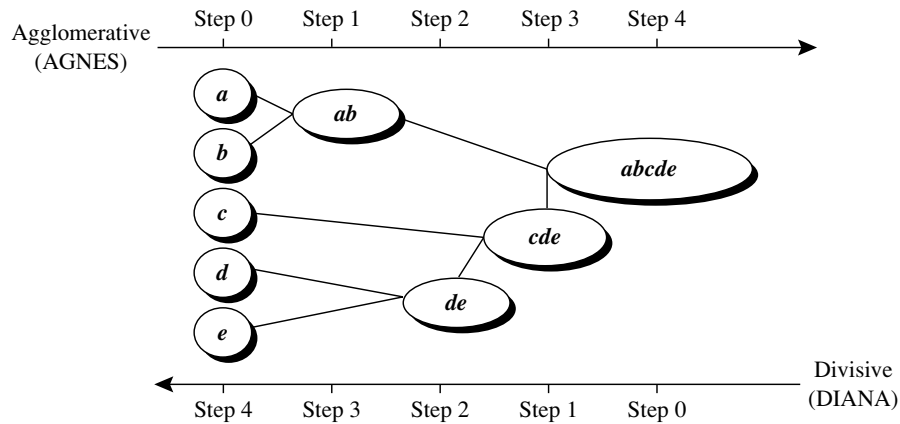 Step 0 Step 1 Step 2 Step 3 Step 4
Agglomerative
(AGNES)
a
ab
b
abcde
c
cde
d
de
e
Divisive
(DIANA)
Step 4 Step 3 Step 2 Step 1 Step 0